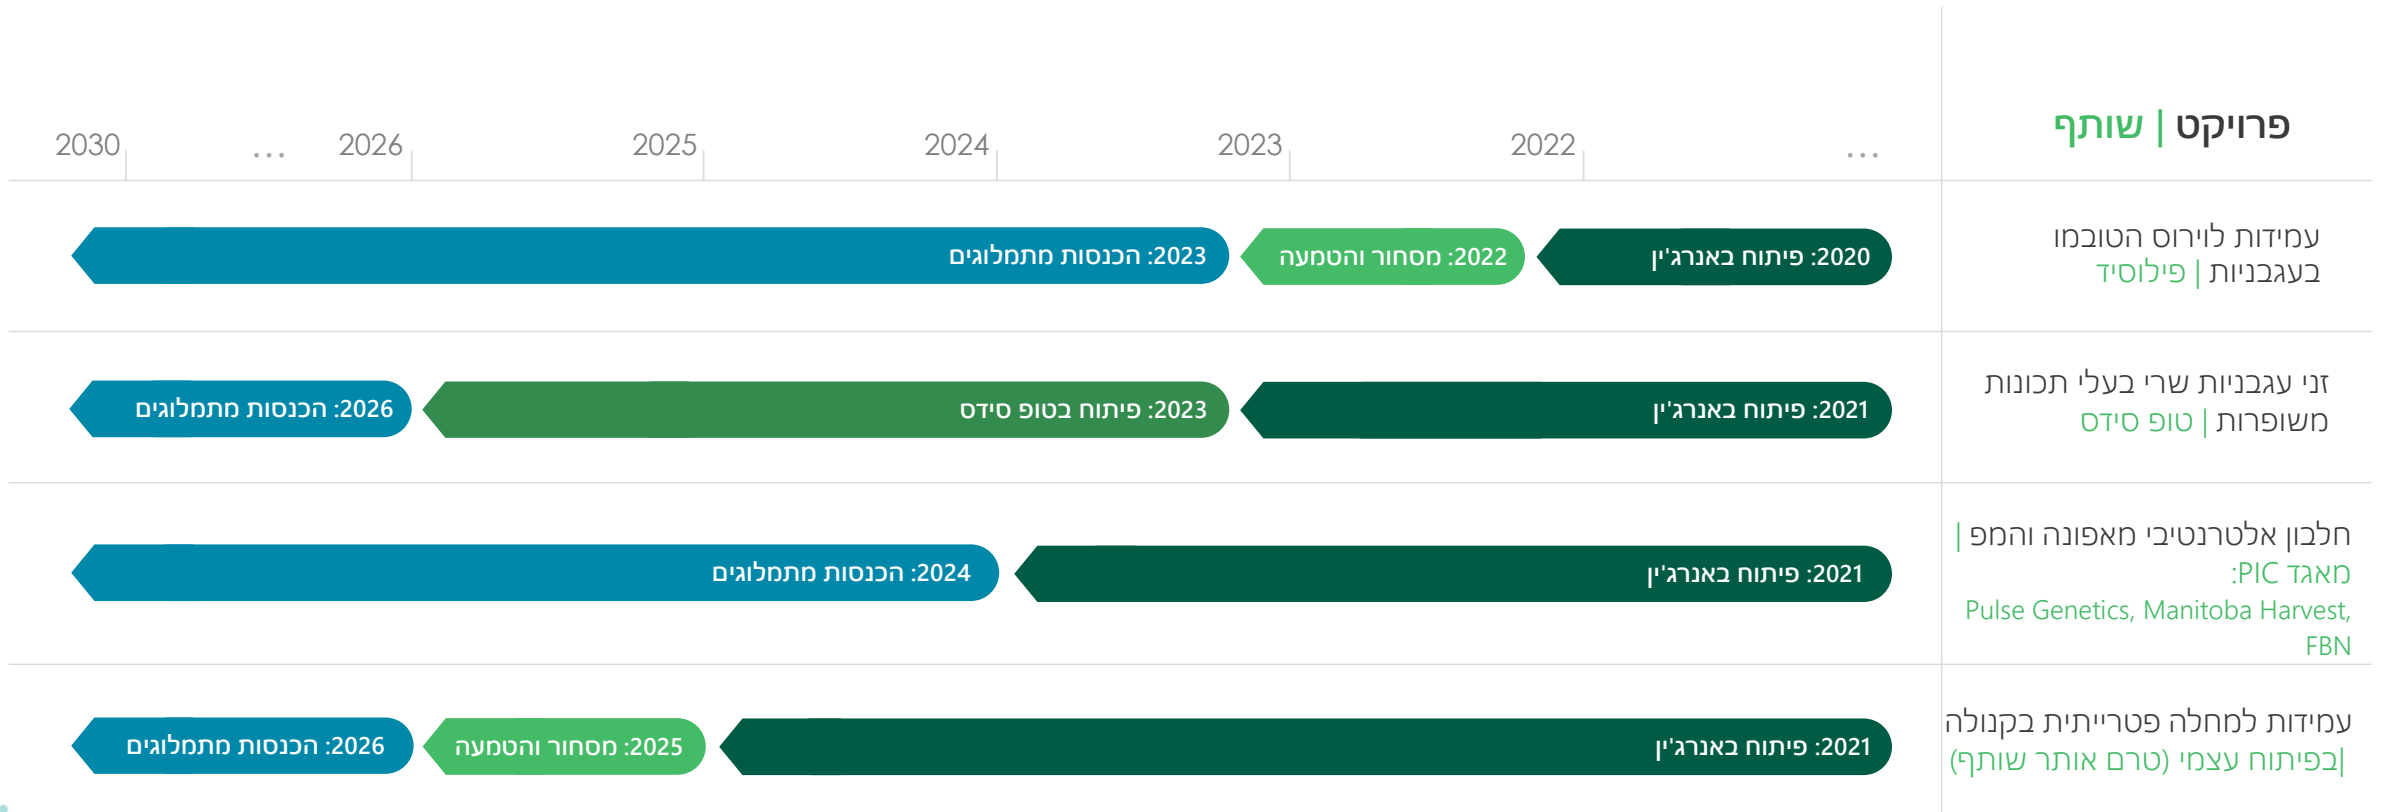 פרויקט | שותף
... 2022 2023 2024 2025 2026 ... 2030
עמידות לוירוס הטובמו
בעגבניות | פילוסיד
2020: פיתוח באנרג'ין
2022: מסחור והטמעה
2023: הכנסות מתמלוגים
זני עגבניות שרי בעלי תכונות
משופרות | טופ סידס
2021: פיתוח באנרג'ין
2023: פיתוח בטופ סידס
2026: הכנסות מתמלוגים
חלבון אלטרנטיבי מאפונה והמפ |
מאגד PIC:
Pulse Genetics, Manitoba Harvest,
FBN
2021: פיתוח באנרג'ין
2024: הכנסות מתמלוגים
עמידות למחלה פטרייתית בקנולה
|בפיתוח עצמי (טרם אותר שותף)
2021: פיתוח באנרג'ין
2025: מסחור והטמעה
2026: הכנסות מתמלוגים